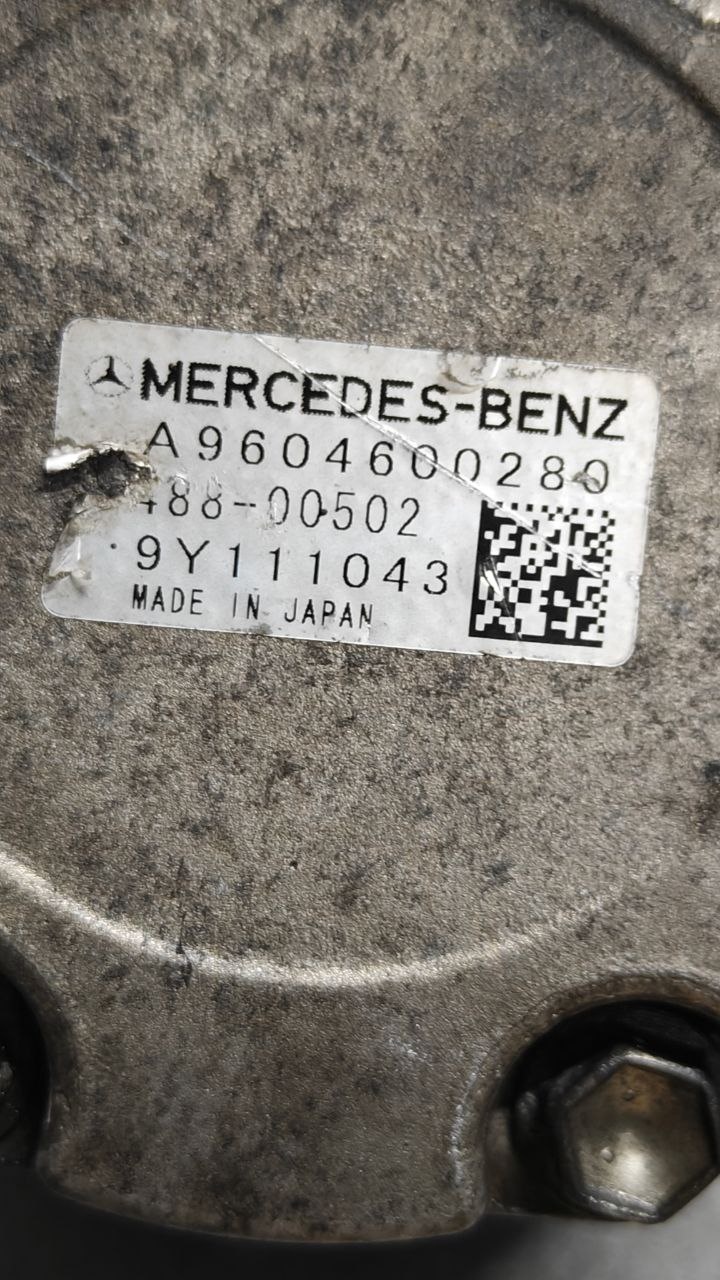 MERCEDES-BENZ
A9604600280
488-00502
9Y111043
MADE IN JAPAN